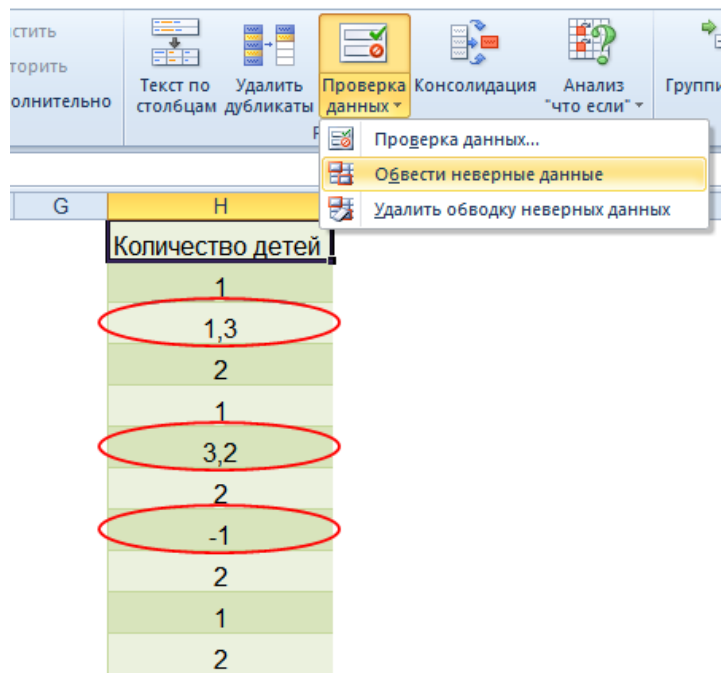 стить
торить
олнительно
Текст по столбцам
Удалить дубликаты
Проверка данных
Консолидация
Анализ "что если"
Группи
Проверка данных...
Обвести неверные данные
Удалить обводку неверных данных
G
H
Количество детей
1
1,3
2
1
3,2
2
-1
2
1
2